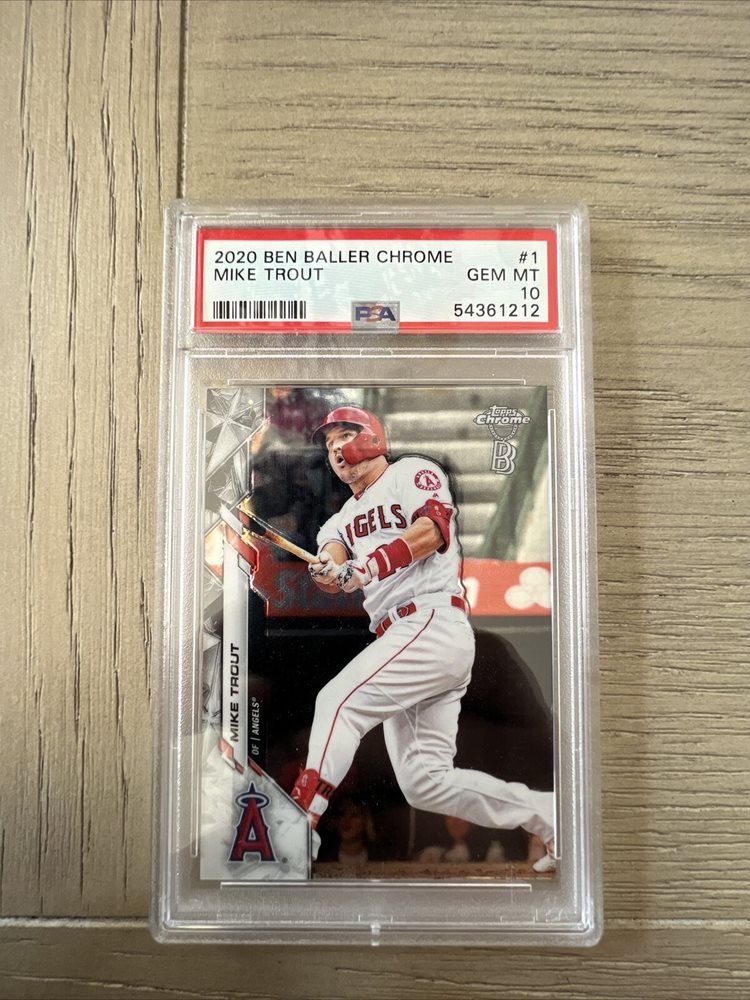 2020 BEN BALLER CHROME #1
MIKE TROUT GEM MT
10
PSA 54361212
Topps
Chrome
B
ANGELS
MIKE TROUT
OF | ANGELS®
A